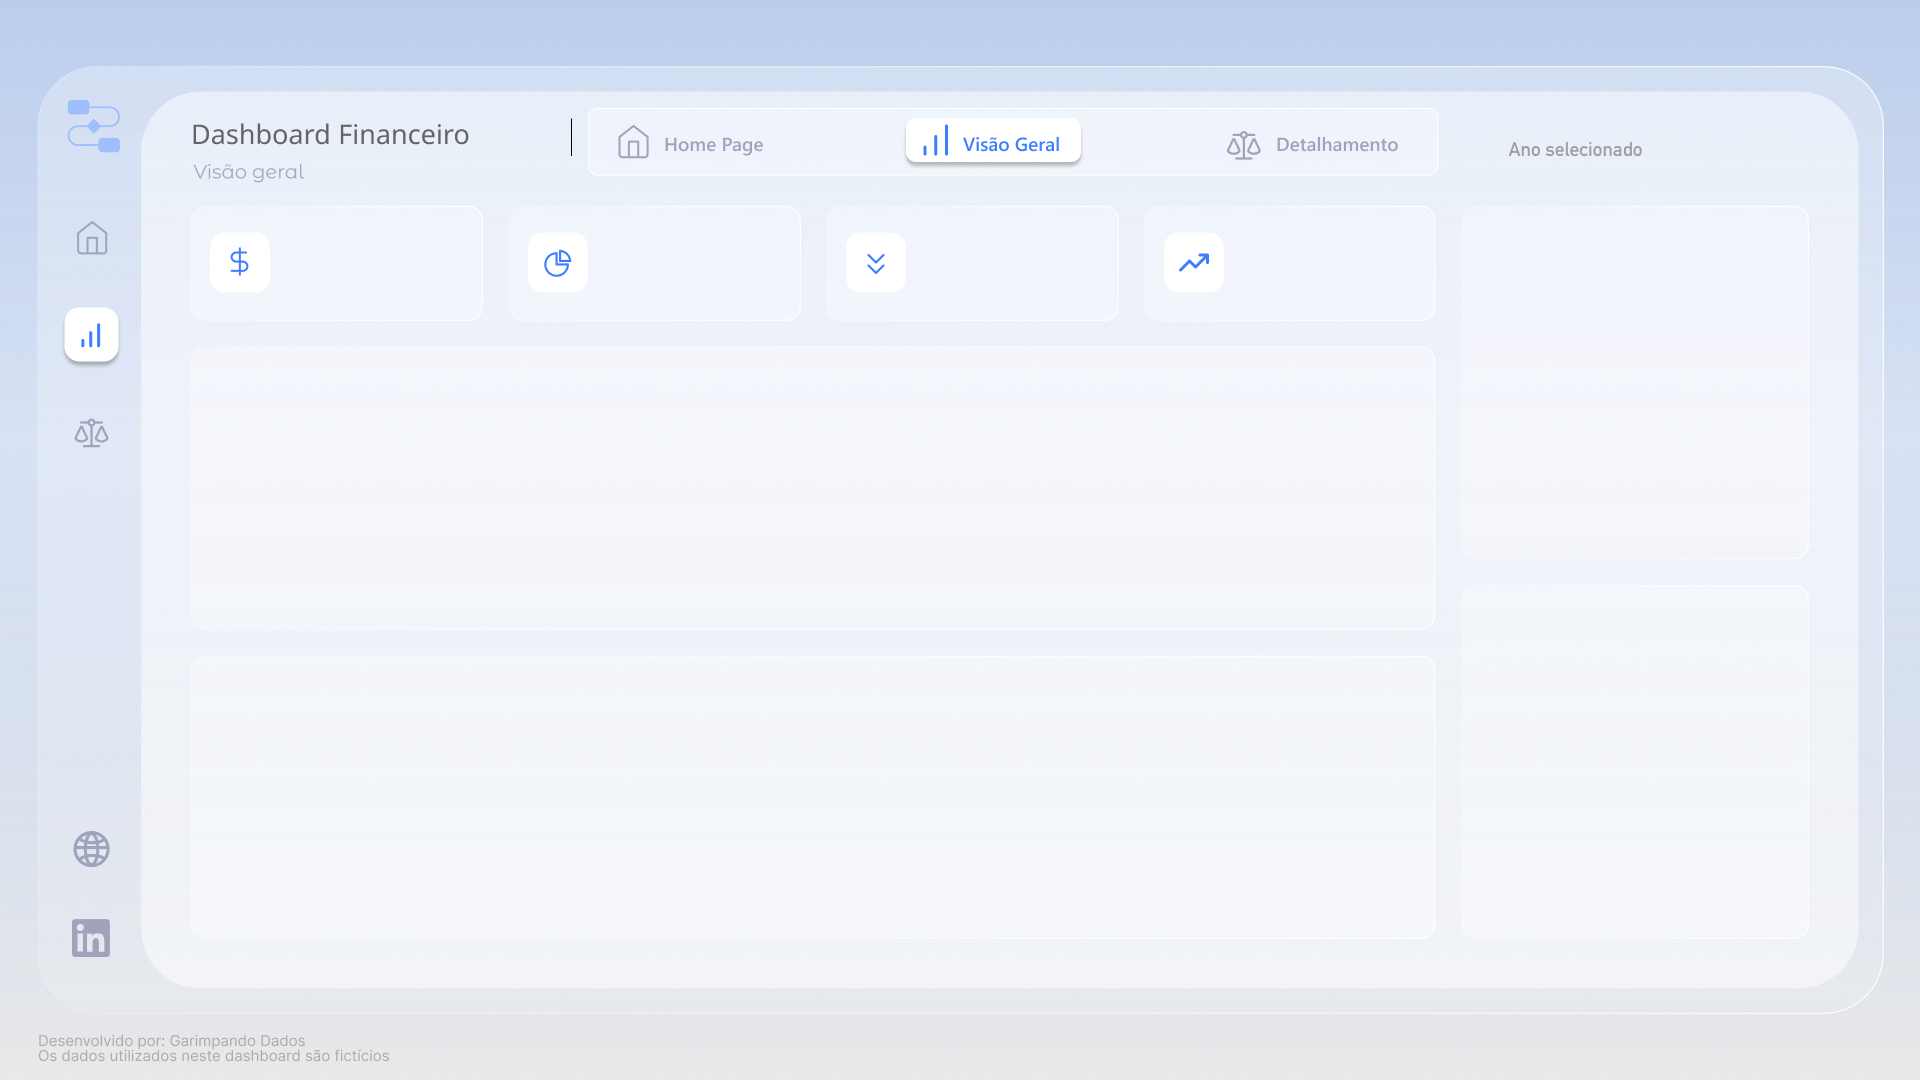 Dashboard Financeiro
Visão geral
Home Page
Visão Geral
Detalhamento
Ano selecionado
$
in
Desenvolvido por: Garimpando Dados
Os dados utilizados neste dashboard são fictícios